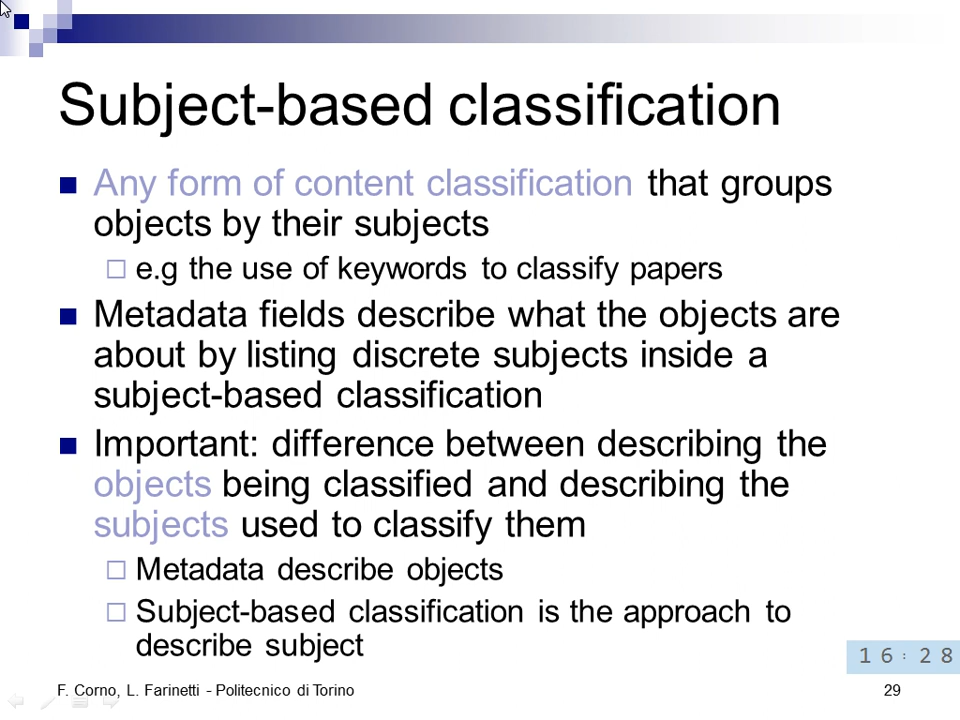 Subject-based classification
Any form of content classification that groups
objects by their subjects
e.g the use of keywords to classify papers
Metadata fields describe what the objects are
about by listing discrete subjects inside a
subject-based classification
Important: difference between describing the
objects being classified and describing the
subjects used to classify them
Metadata describe objects
Subject-based classification is the approach to
describe subject
16:28
F. Corno, L. Farinetti - Politecnico di Torino
29